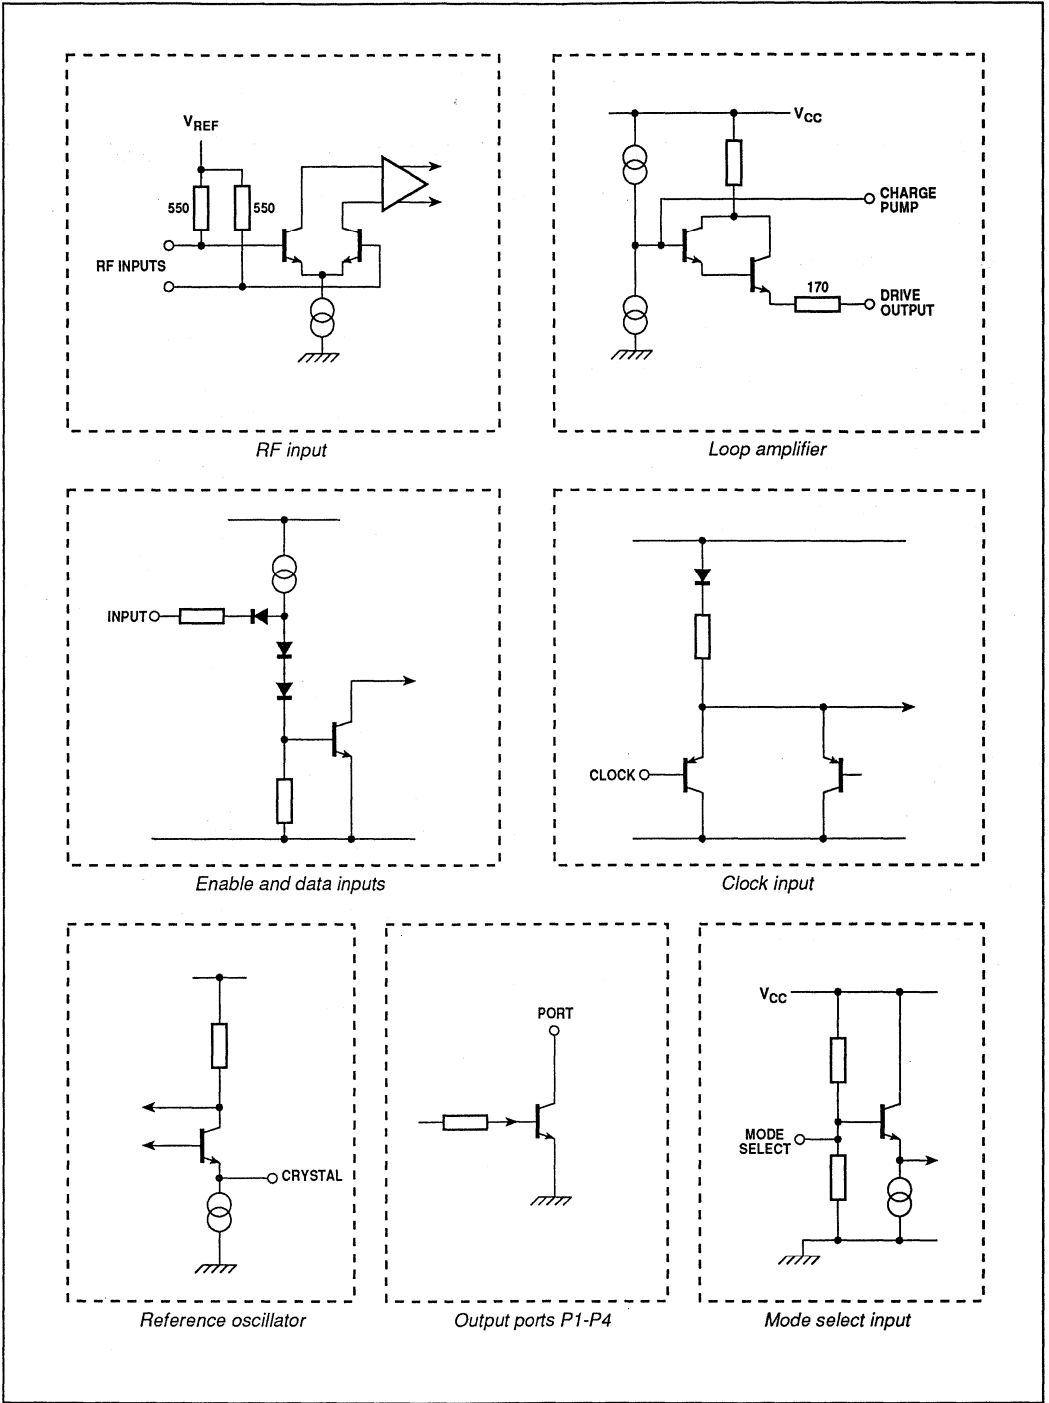 VREF
550
550
RF INPUTS
RF input
VCC
CHARGE
PUMP
170
DRIVE
OUTPUT
Loop amplifier
INPUT
Enable and data inputs
CLOCK
Clock input
CRYSTAL
Reference oscillator
PORT
Output ports P1-P4
VCC
MODE
SELECT
Mode select input